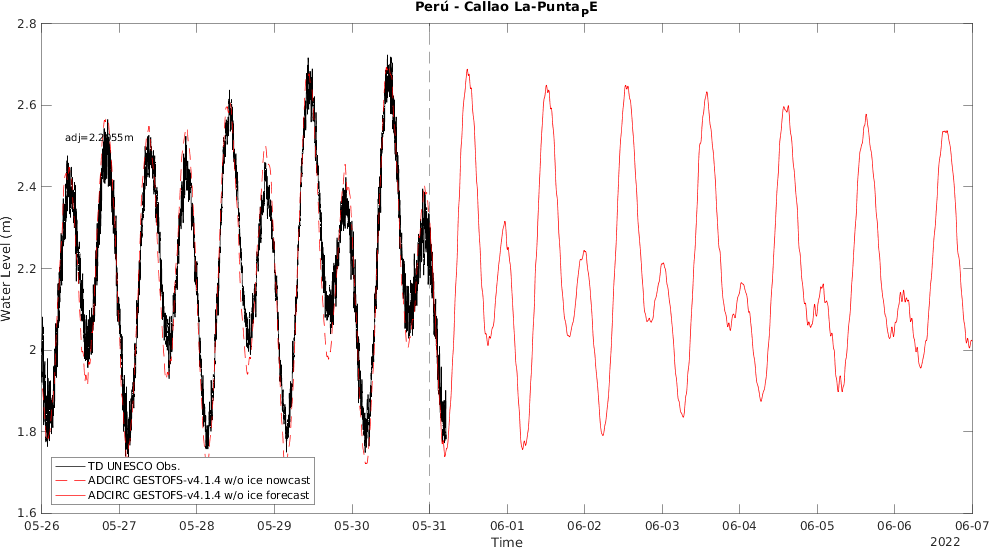 Perú - Callao La-PuntaPE
2.8
2.6
2.4
2.2
2
1.8
1.6
Water Level (m)
adj=2.2055m
TD UNESCO Obs.
ADCIRC GESTOFS-v4.1.4 w/o ice nowcast
ADCIRC GESTOFS-v4.1.4 w/o ice forecast
05-26 05-27 05-28 05-29 05-30 05-31 06-01 06-02 06-03 06-04 06-05 06-06 06-07
Time
2022